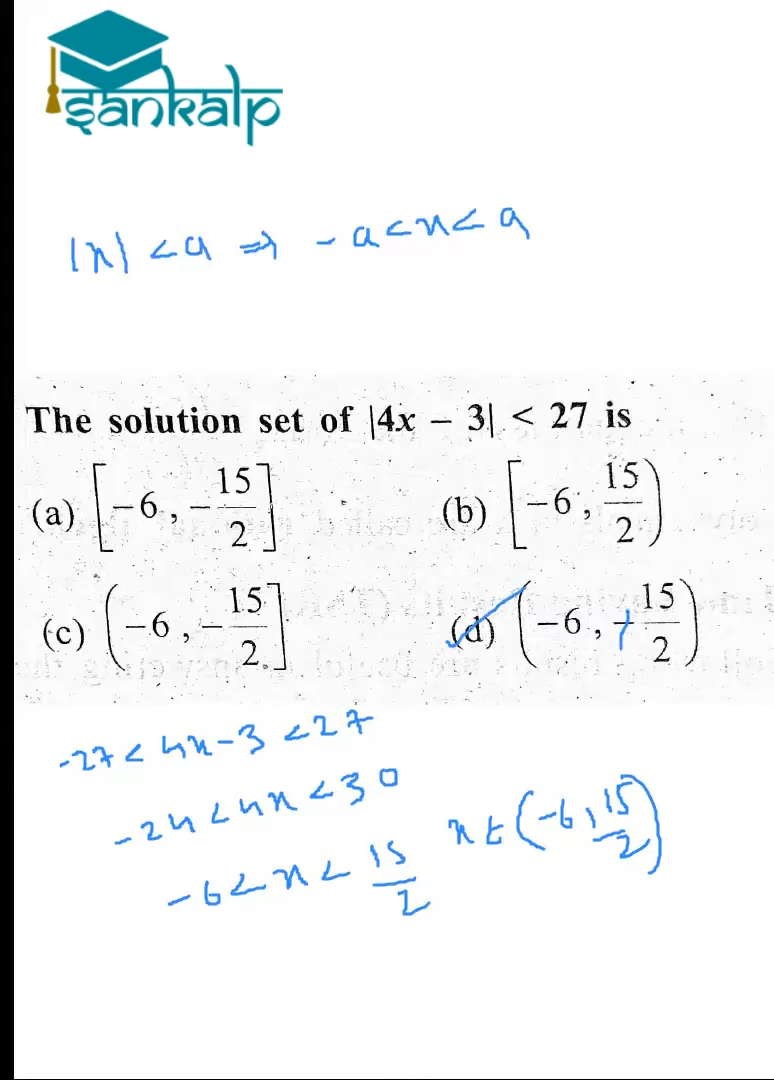 sankalp
|x| < a ⇒ -a < x < a
The solution set of |4x − 3| < 27 is
(a) [−6, −15/2] (b) [−6, 15/2)
(c) (−6, −15/2] (d) (−6, −15/2)
-27 < 4x-3 < 27
-24 < 4x < 30
-6 < x < 15/2 x ∈ (-6, 15/2)